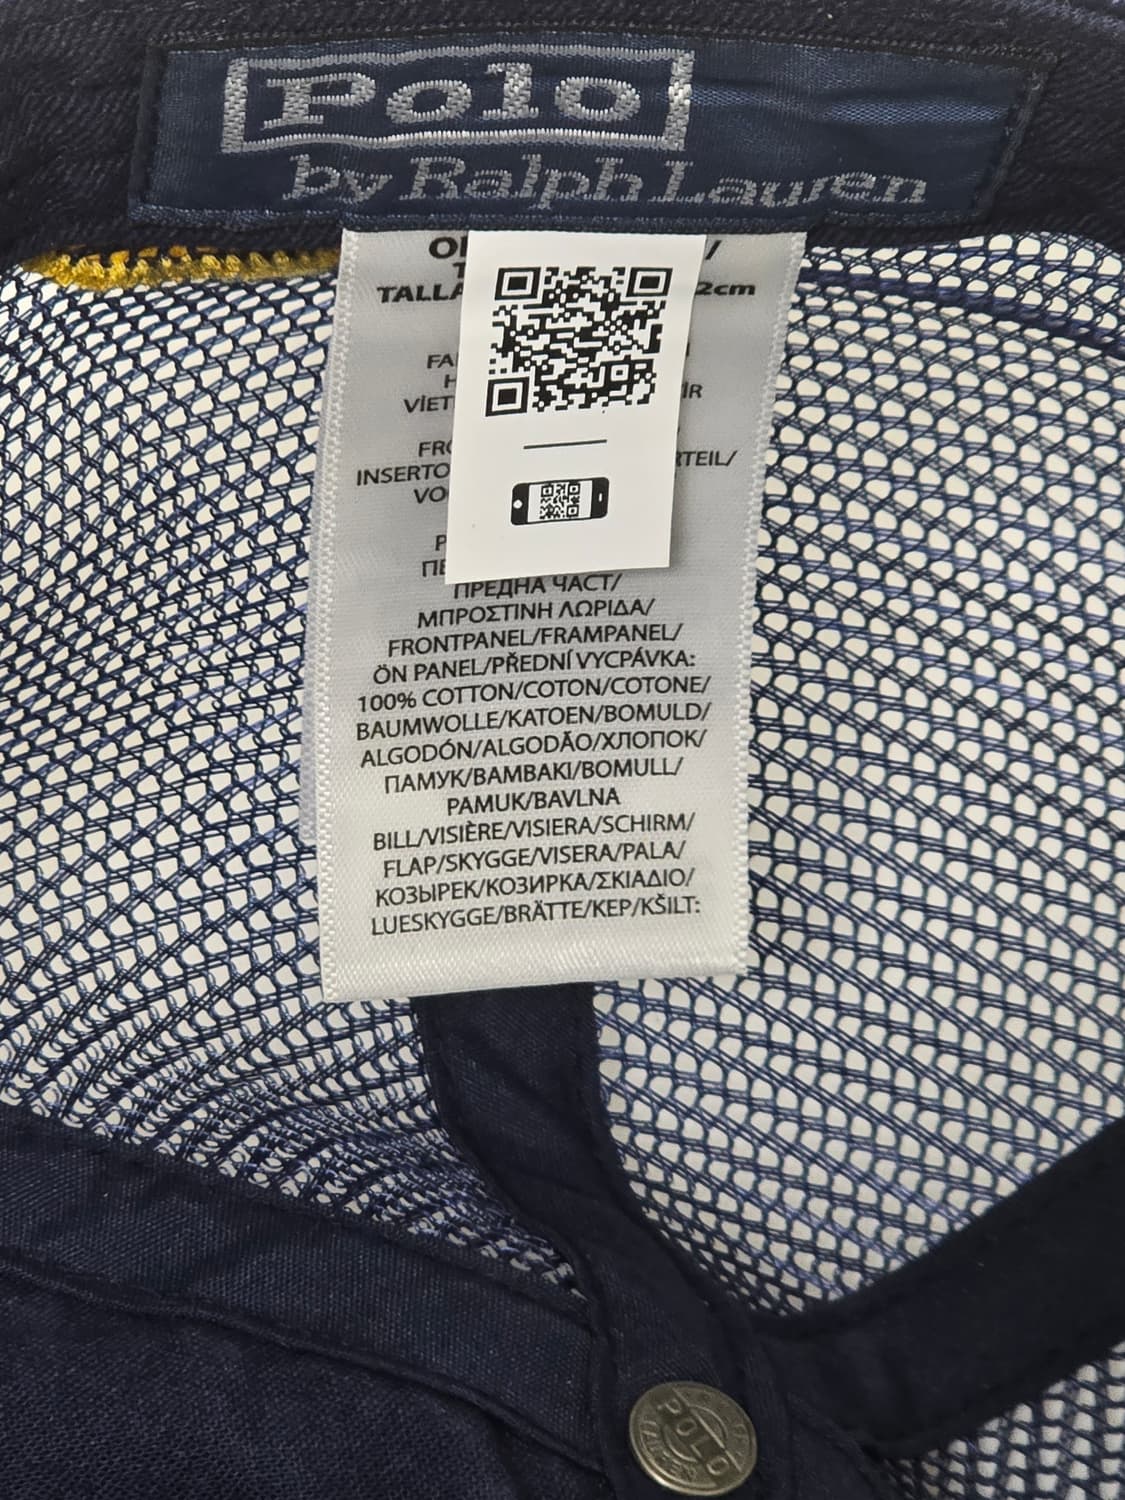 Polo
by Ralph Lauren
2cm
ПРЕДНА ЧАСТ/
ΜΠΡΟΣΤΙΝΗ ΛΩΡΙΔΑ/
FRONTPANEL/FRAMPANEL/
ÖN PANEL/PŘEDNÍ VYCPÁVKA:
100% COTTON/COTON/COTONE/
BAUMWOLLE/KATOEN/BOMULD/
ALGODÓN/ALGODÃO/ХЛОПОК/
ПАМУК/ΒΑΜΒΑΚΙ/BOMULL/
PAMUK/BAVLNA
BILL/VISIÈRE/VISIERA/SCHIRM/
FLAP/SKYGGE/VISERA/PALA/
КОЗЫРЕК/КОЗИРКА/ΣΚΙΑΔΙΟ/
LUESKYGGE/BRÄTTE/KEP/KŠILT:
POLO